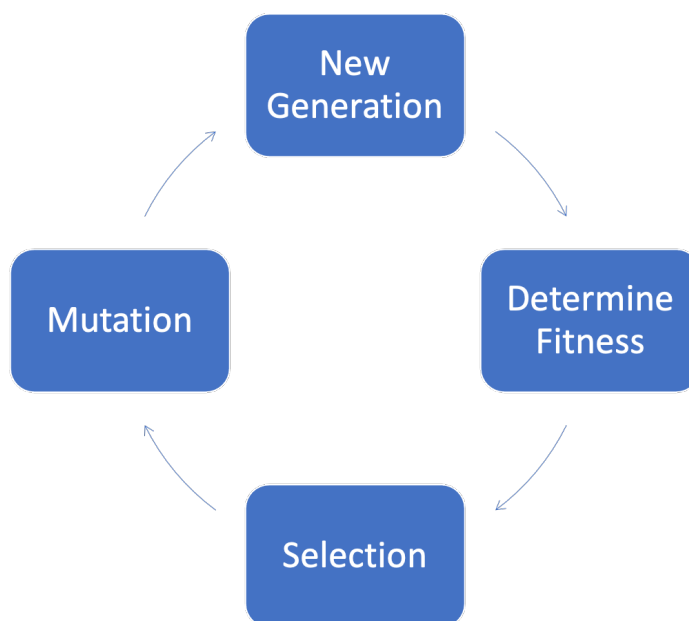 New
Generation
Determine
Fitness
Selection
Mutation